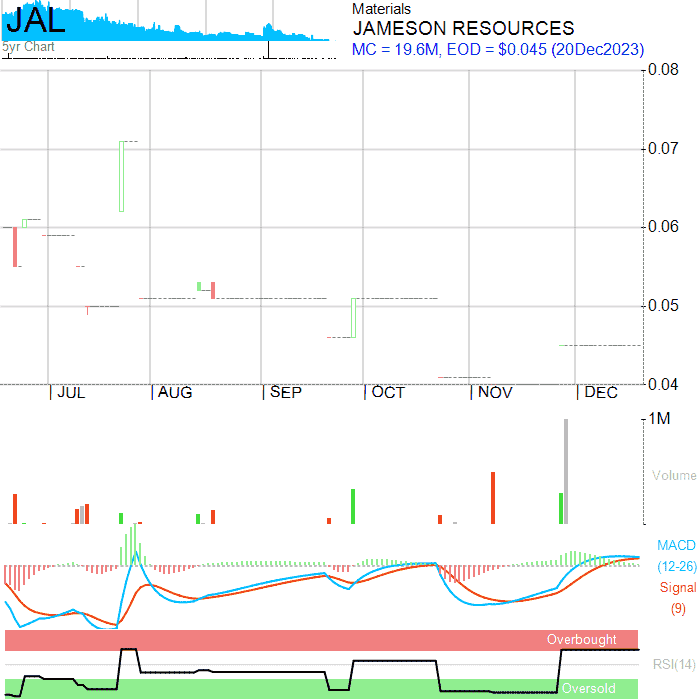 JAL
5yr Chart
Materials
JAMESON RESOURCES
MC = 19.6M, EOD = $0.045 (20Dec2023)
0.08
0.07
0.06
0.05
0.04
JUL AUG SEP OCT NOV DEC
1M
Volume
MACD
(12-26)
Signal
(9)
Overbought
RSI(14)
Oversold